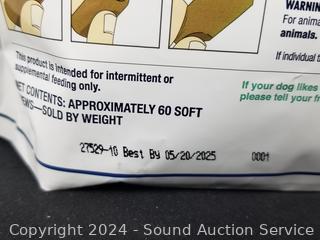 WARNIN
For anima
animals.
If individual t
This product is intended for intermittent or
supplemental feeding only.
If your dog likes
please tell your fr
NET CONTENTS: APPROXIMATELY 60 SOFT
EWS—SOLD BY WEIGHT
27529-10 Best By 05/20/2025 0001
Copyright © 2024 - Sound Auction Service